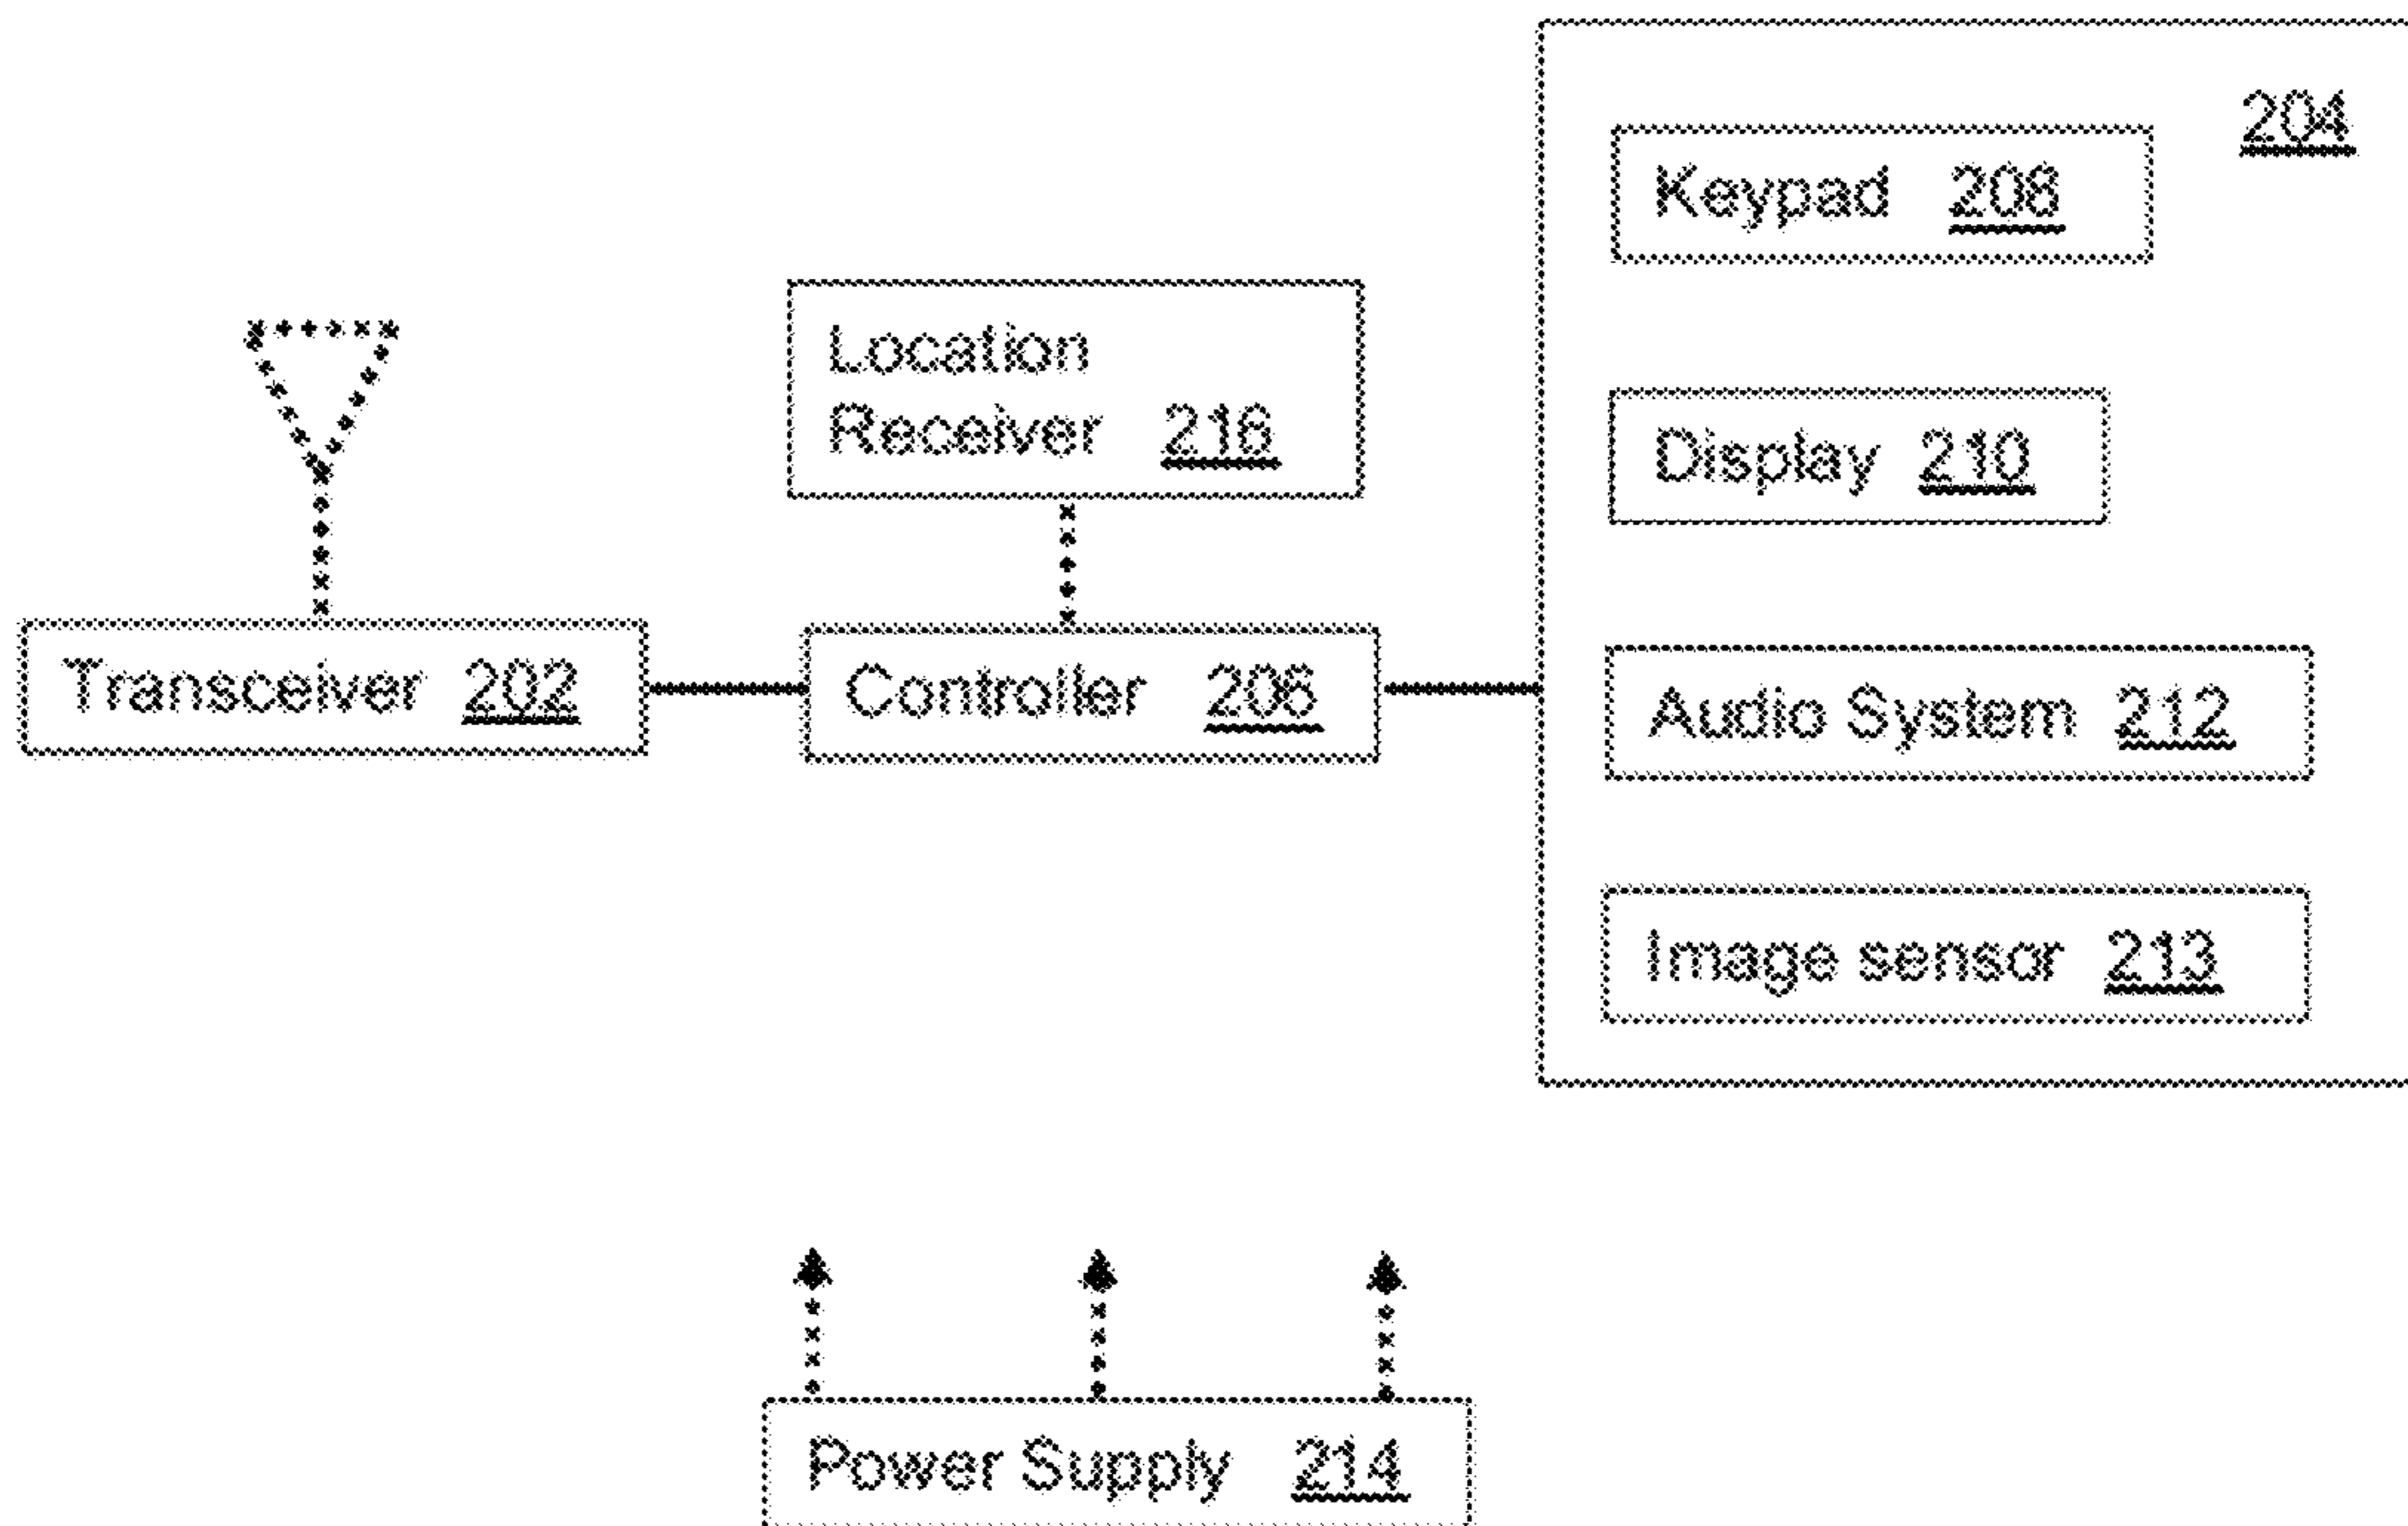 204
Keypad 208
Location
Receiver 216
Display 210
Transceiver 202
Controller 206
Audio System 212
Image sensor 213
Power Supply 214